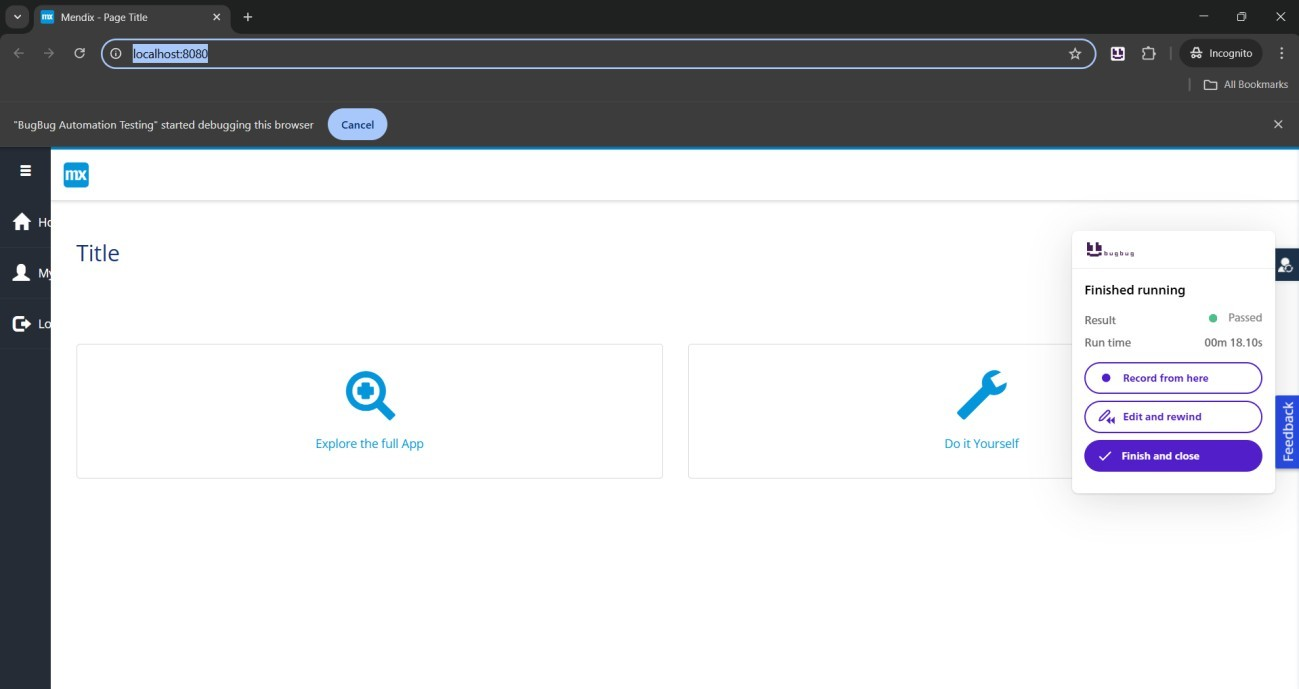 mx Mendix - Page Title
localhost:8080
Incognito
All Bookmarks
"BugBug Automation Testing" started debugging this browser Cancel
mx
Ho
My
Lo
Title
Explore the full App
Do it Yourself
bugbug
Finished running
Result Passed
Run time 00m 18.10s
Record from here
Edit and rewind
Finish and close
Feedback